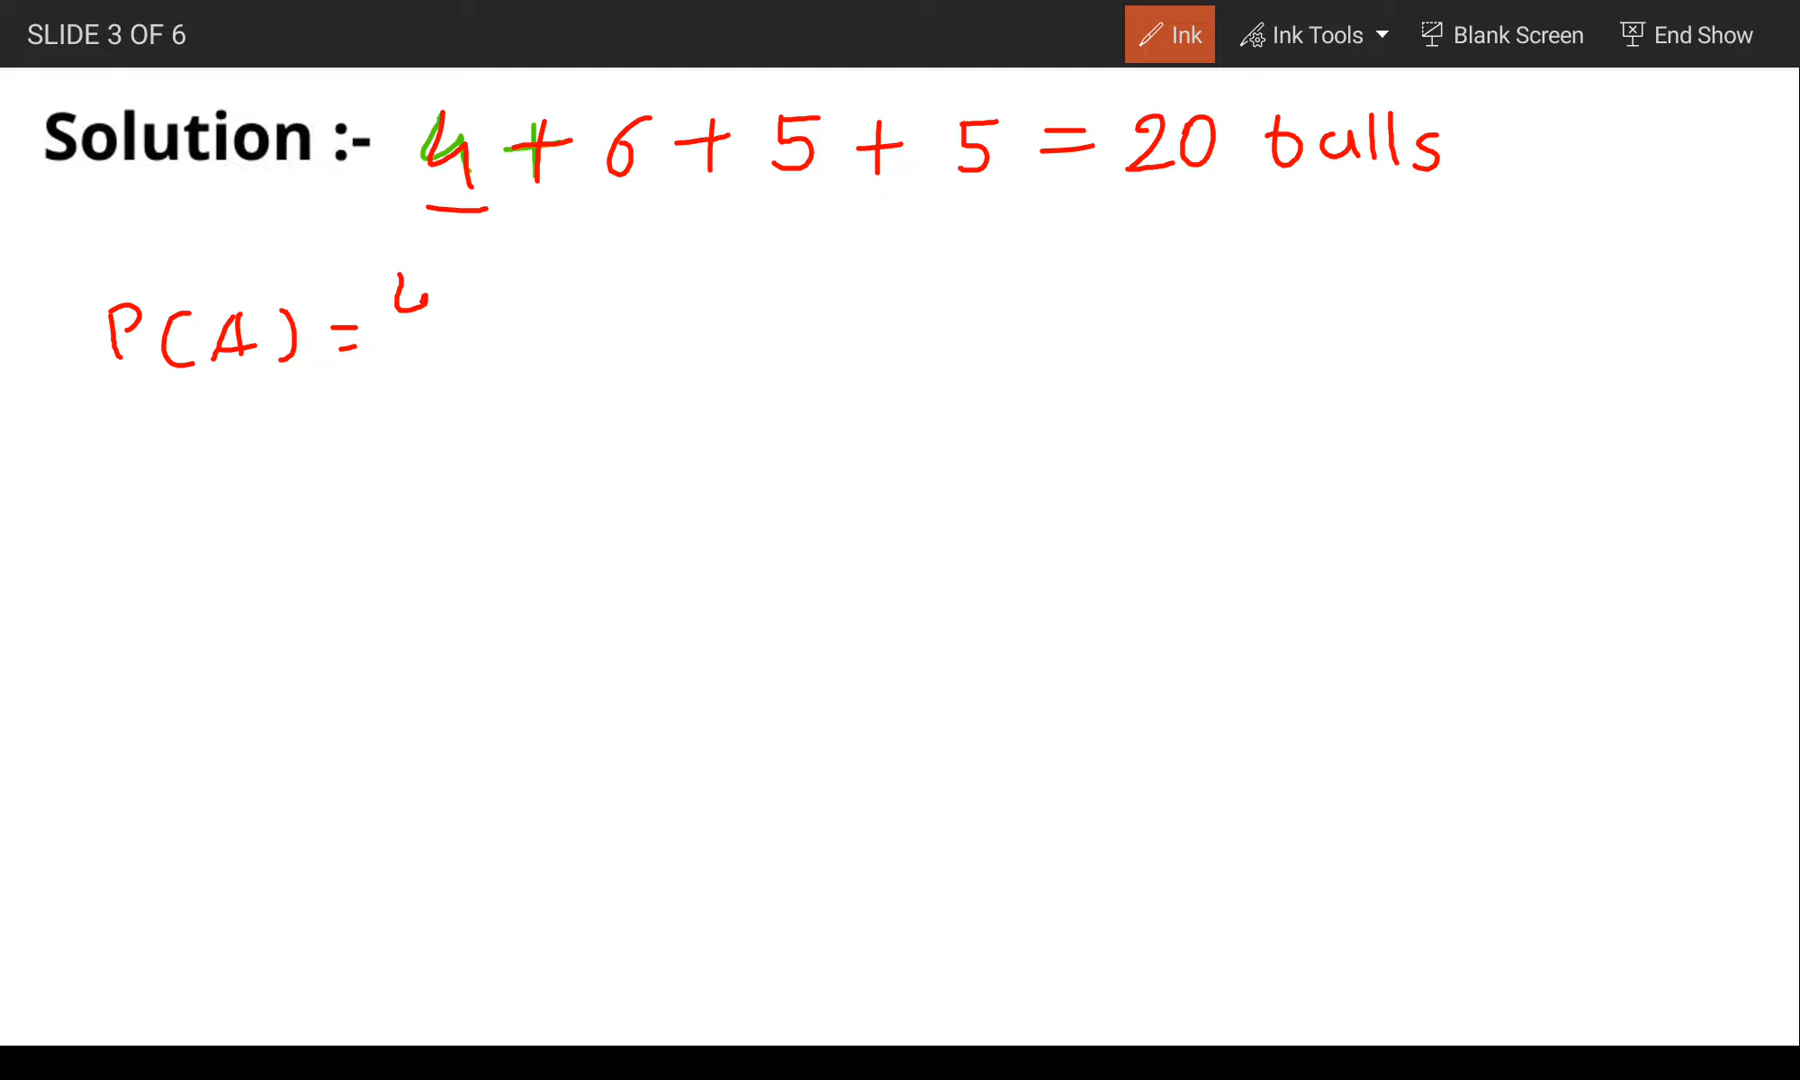 SLIDE 3 OF 6 Ink Ink Tools Blank Screen End Show
Solution :- 4 + 6 + 5 + 5 = 20 balls
P(A) =